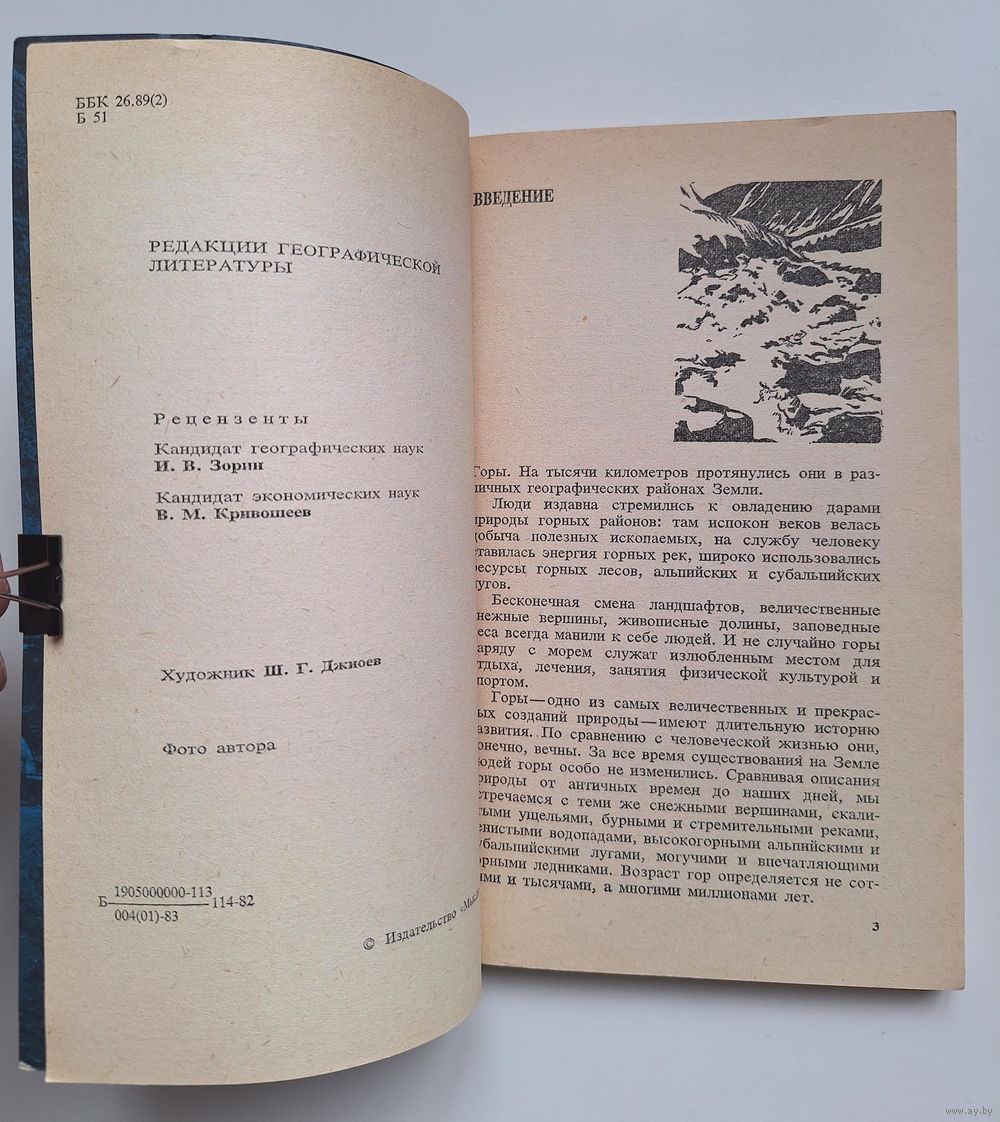 ББК 26.89(2)
Б 51
РЕДАКЦИИ ГЕОГРАФИЧЕСКОЙ
ЛИТЕРАТУРЫ
Рецензенты
Кандидат географических наук
И. В. Зорин
Кандидат экономических наук
В. М. Кривошеев
Художник Ш. Г. Джиоев
Фото автора
1905000000-113
Б 114-82
004(01)-83
© Издательство
ВВЕДЕНИЕ
Горы. На тысячи километров протянулись они в раз-
личных географических районах Земли.
Люди издавна стремились к овладению дарами
природы горных районов: там испокон веков велась
добыча полезных ископаемых, на службу человеку
ставилась энергия горных рек, широко использовались
ресурсы горных лесов, альпийских и субальпийских
лугов.
Бесконечная смена ландшафтов, величественные
снежные вершины, живописные долины, заповедные
леса всегда манили к себе людей. И не случайно горы
наряду с морем служат излюбленным местом для
отдыха, лечения, занятия физической культурой и
спортом.
Горы—одно из самых величественных и прекрас-
ных созданий природы—имеют длительную историю
развития. По сравнению с человеческой жизнью они,
конечно, вечны. За все время существования на Земле
людей горы особо не изменились. Сравнивая описания
природы от античных времен до наших дней, мы
встречаемся с теми же снежными вершинами, скали-
стыми ущельями, бурными и стремительными реками,
пенистыми водопадами, высокогорными альпийскими и
субальпийскими лугами, могучими и впечатляющими
горными ледниками. Возраст гор определяется не сот-
нями и тысячами, а многими миллионами лет.
3
www.ay.by